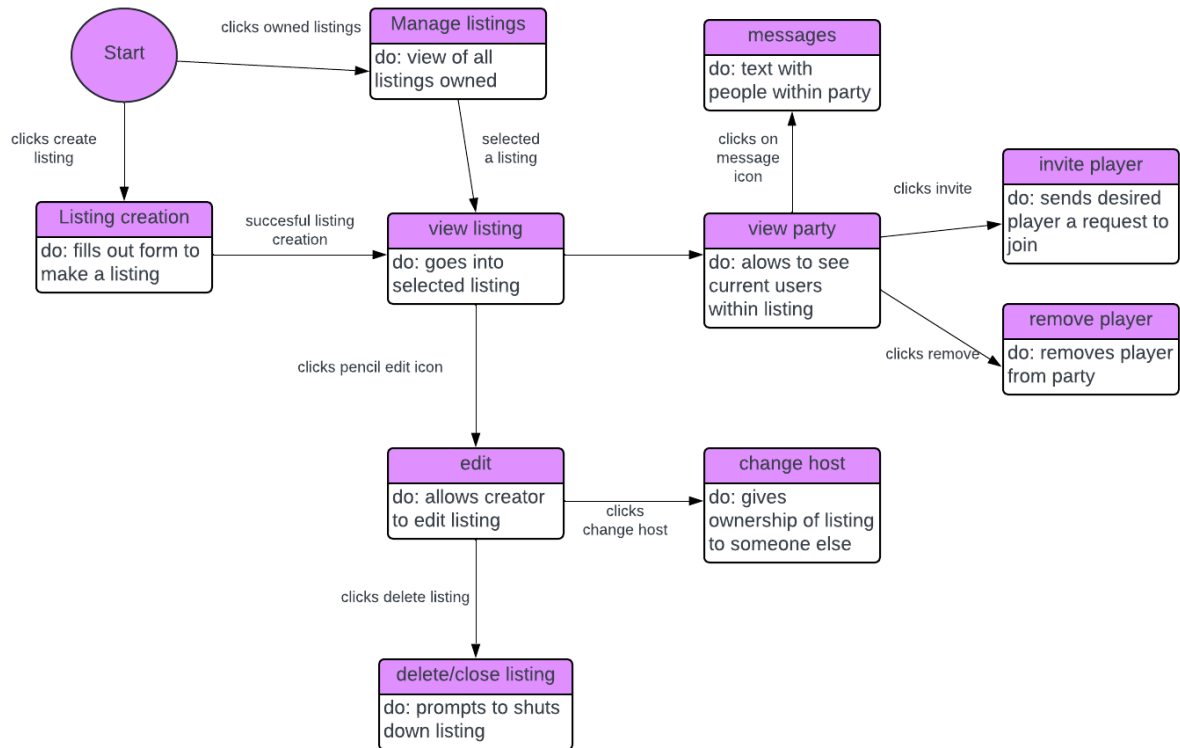 Start
clicks owned listings
Manage listings
do: view of all
listings owned
messages
do: text with
people within party
clicks create
listing
selected
a listing
clicks on
message
icon
invite player
do: sends desired
player a request to
join
clicks invite
Listing creation
do: fills out form to
make a listing
succesful listing
creation
view listing
do: goes into
selected listing
view party
do: alows to see
current users
within listing
remove player
do: removes player
from party
clicks remove
clicks pencil edit icon
edit
do: allows creator
to edit listing
clicks
change host
change host
do: gives
ownership of listing
to someone else
clicks delete listing
delete/close listing
do: prompts to shuts
down listing